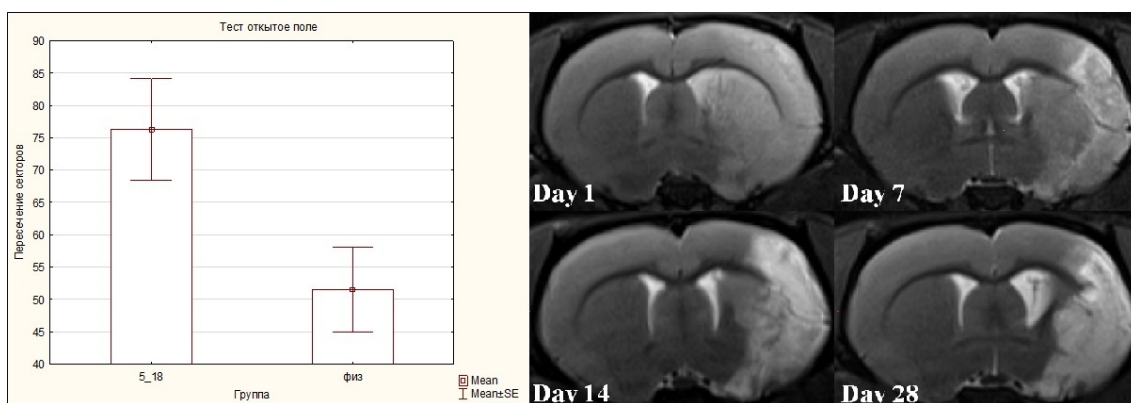 Тест откытое поле
Пересечение секторов
90
85
80
75
70
65
60
55
50
45
40
5_18
физ
Группа
Mean
Mean±SE
Day 1
Day 7
Day 14
Day 28